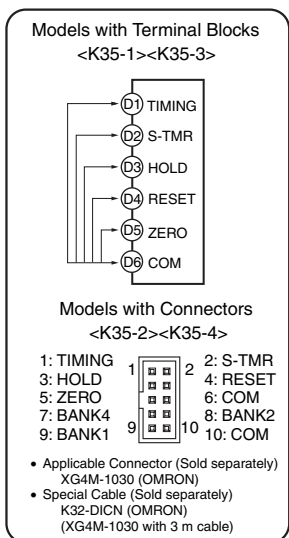 Models with Terminal Blocks
<K35-1><K35-3>
D1 TIMING
D2 S-TMR
D3 HOLD
D4 RESET
D5 ZERO
D6 COM
Models with Connectors
<K35-2><K35-4>
1: TIMING
3: HOLD
5: ZERO
7: BANK4
9: BANK1
1 2
9 10
2: S-TMR
4: RESET
6: COM
8: BANK2
10: COM
• Applicable Connector (Sold separately)
XG4M-1030 (OMRON)
• Special Cable (Sold separately)
K32-DICN (OMRON)
(XG4M-1030 with 3 m cable)